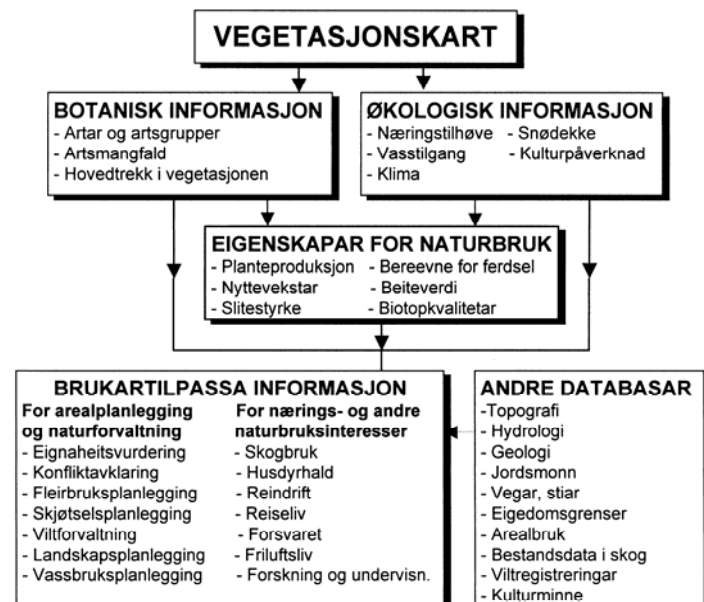 VEGETASJONSKART
BOTANISK INFORMASJON
- Artar og artsgrupper
- Artsmangfald
- Hovedtrekk i vegetasjonen
ØKOLOGISK INFORMASJON
- Næringstilhøve - Snødekke
- Vasstilgang - Kulturpåverknad
- Klima
EIGENSKAPAR FOR NATURBRUK
- Planteproduksjon - Bereevne for ferdsel
- Nyttevekstar - Beiteverdi
- Slitestyrke - Biotopkvalitetar
BRUKARTILPASSA INFORMASJON
For arealplanlegging
og naturforvaltning
- Eignaheitsvurdering
- Konfliktavklaring
- Fleirbruksplanlegging
- Skjøtselsplanlegging
- Viltforvaltning
- Landskapsplanlegging
- Vassbruksplanlegging
For nærings- og andre
naturbruksinteresser
- Skogbruk
- Husdyrhald
- Reindrift
- Reiseliv
- Forsvaret
- Friluftsliv
- Forskning og undervisn.
ANDRE DATABASAR
-Topografi
- Hydrologi
- Geologi
- Jordsmonn
- Vegar, stiar
- Eigedomsgrenser
- Arealbruk
- Bestandsdata i skog
- Viltregistreringar
- Kulturminne